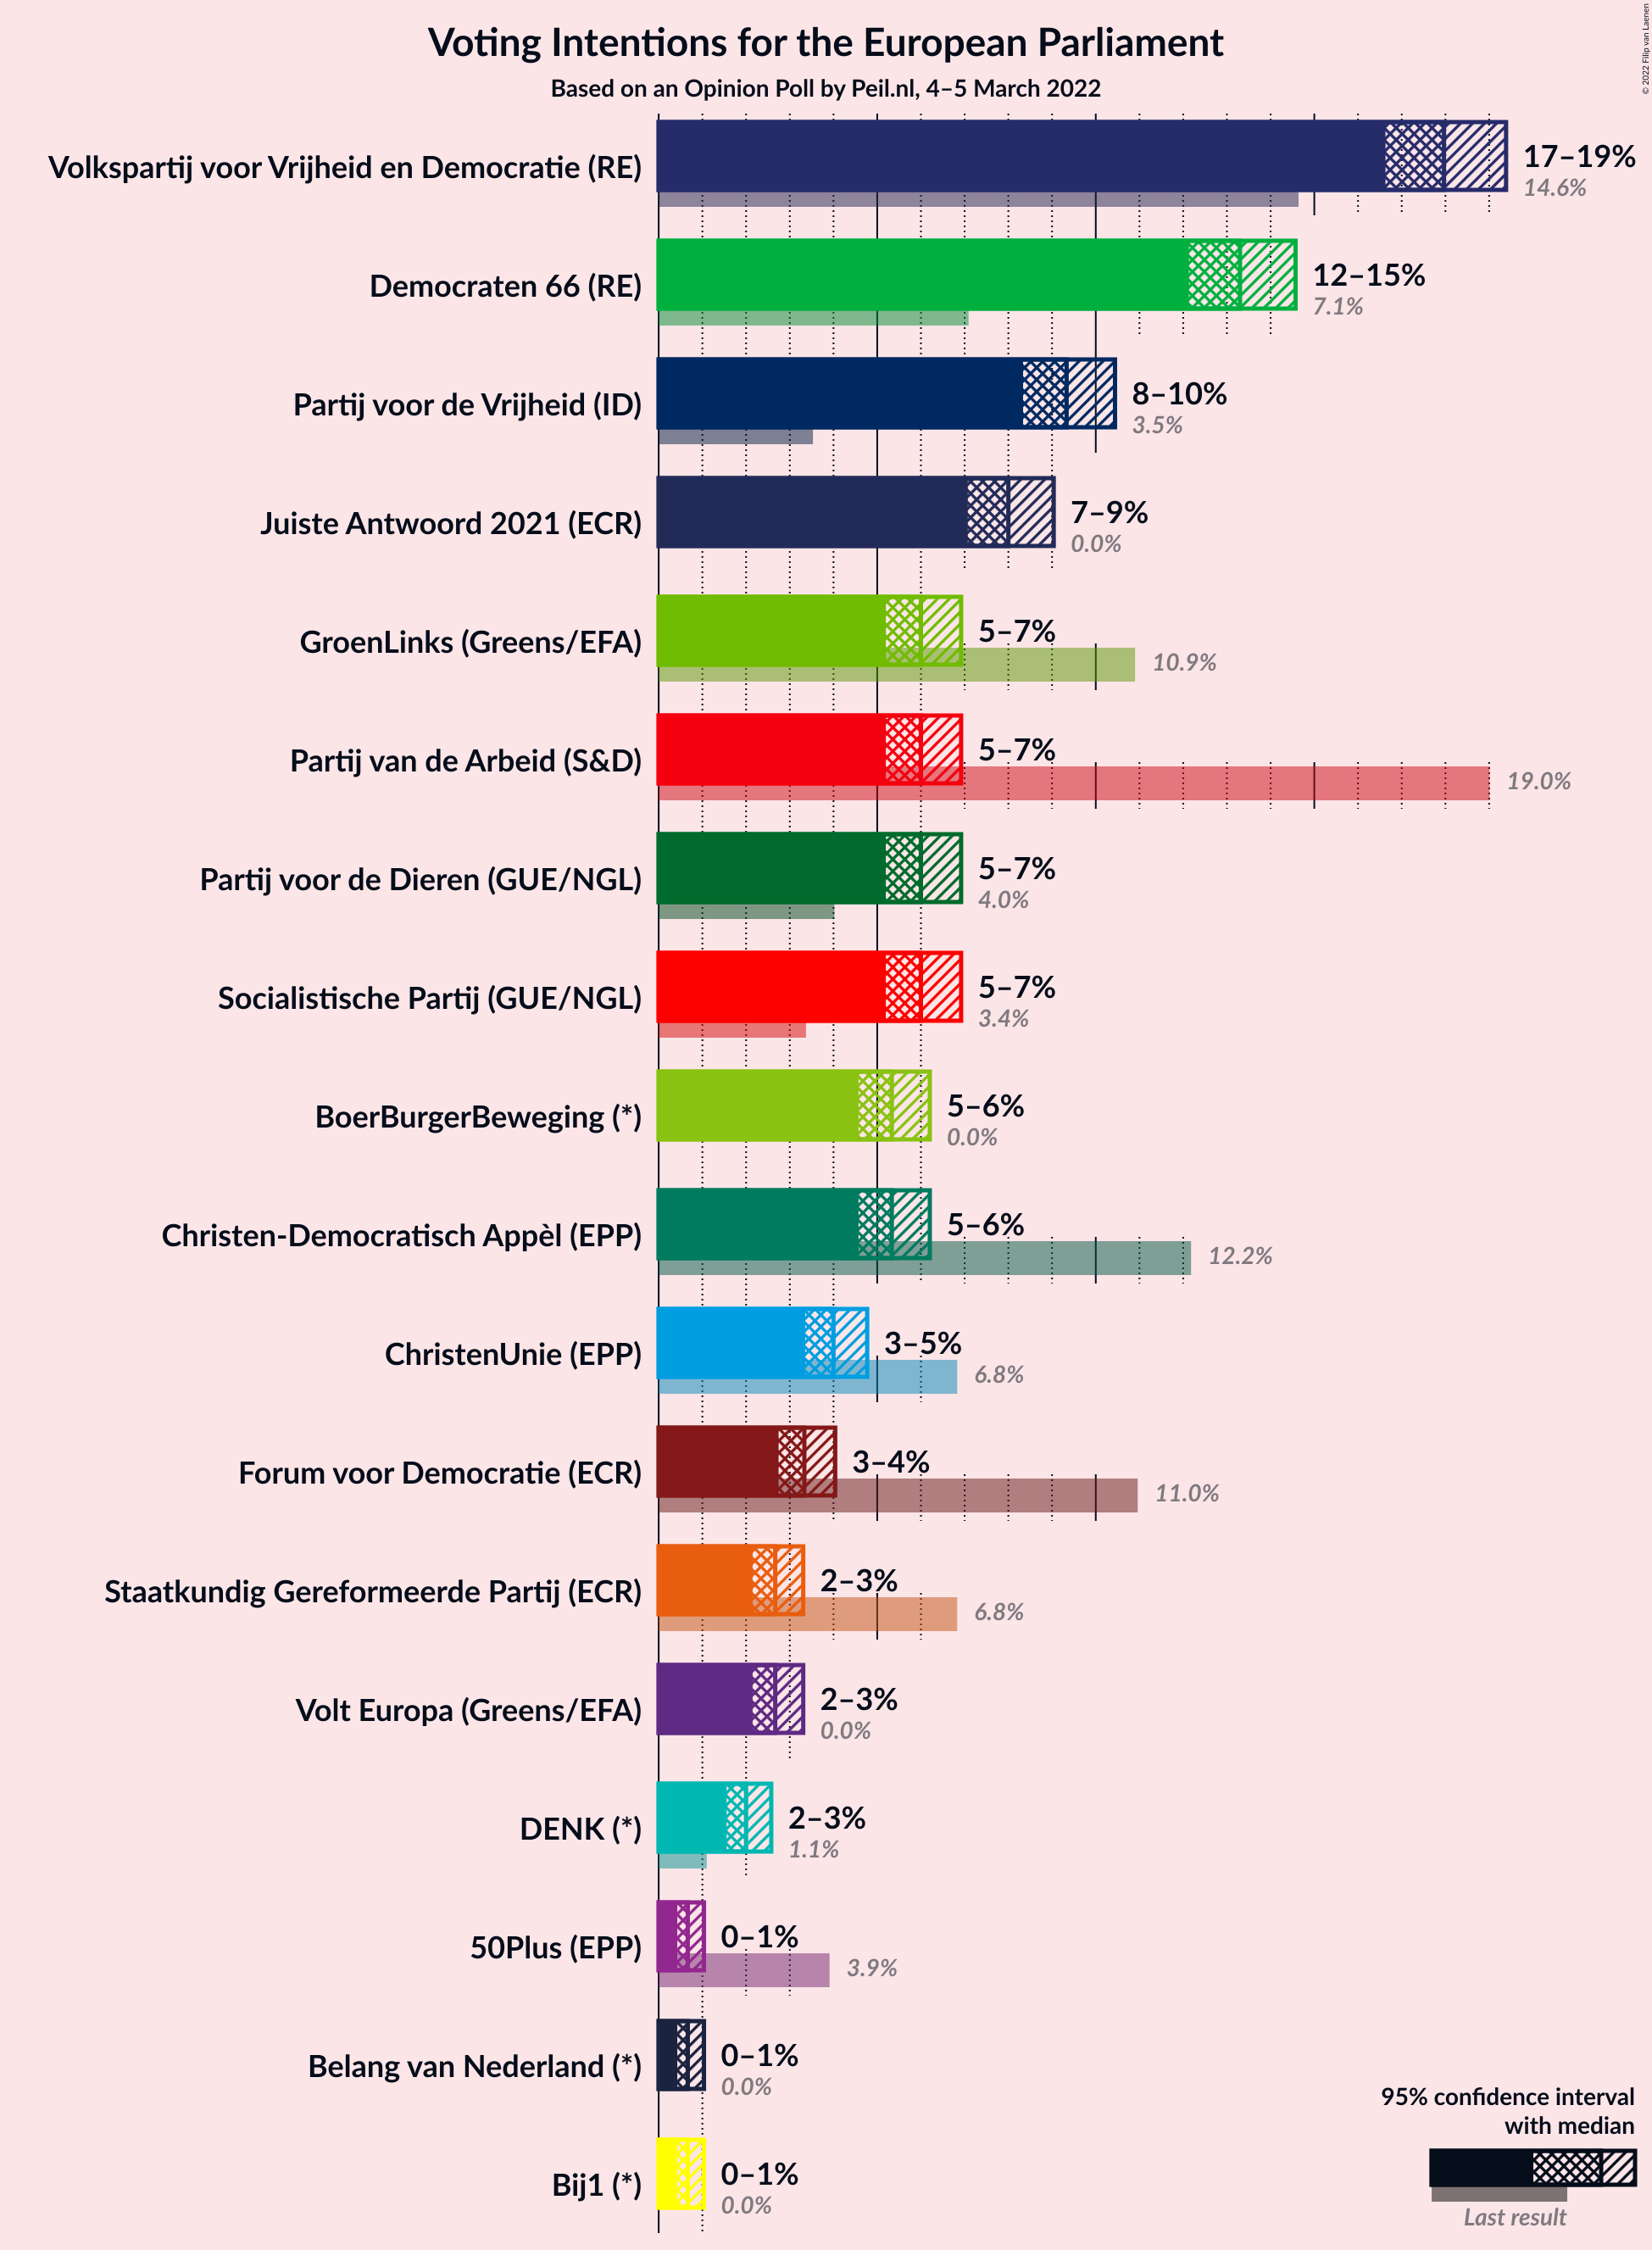 Voting Intentions for the European Parliament
Based on an Opinion Poll by Peil.nl, 4–5 March 2022
© 2022 Filip van Laenen
Volkspartij voor Vrijheid en Democratie (RE)
17–19%
14.6%
Democraten 66 (RE)
12–15%
7.1%
Partij voor de Vrijheid (ID)
8–10%
3.5%
Juiste Antwoord 2021 (ECR)
7–9%
0.0%
GroenLinks (Greens/EFA)
5–7%
10.9%
Partij van de Arbeid (S&D)
5–7%
19.0%
Partij voor de Dieren (GUE/NGL)
5–7%
4.0%
Socialistische Partij (GUE/NGL)
5–7%
3.4%
BoerBurgerBeweging (*)
5–6%
0.0%
Christen-Democratisch Appèl (EPP)
5–6%
12.2%
ChristenUnie (EPP)
3–5%
6.8%
Forum voor Democratie (ECR)
3–4%
11.0%
Staatkundig Gereformeerde Partij (ECR)
2–3%
6.8%
Volt Europa (Greens/EFA)
2–3%
0.0%
DENK (*)
2–3%
1.1%
50Plus (EPP)
0–1%
3.9%
Belang van Nederland (*)
0–1%
0.0%
Bij1 (*)
0–1%
0.0%
95% confidence interval
with median
Last result